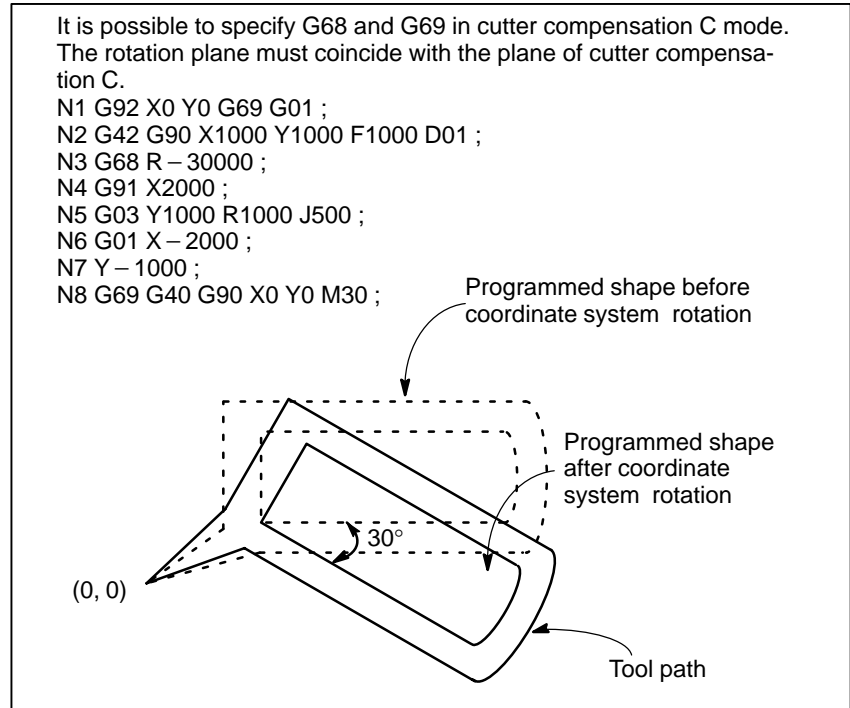 It is possible to specify G68 and G69 in cutter compensation C mode.
The rotation plane must coincide with the plane of cutter compensa-
tion C.
N1 G92 X0 Y0 G69 G01 ;
N2 G42 G90 X1000 Y1000 F1000 D01 ;
N3 G68 R – 30000 ;
N4 G91 X2000 ;
N5 G03 Y1000 R1000 J500 ;
N6 G01 X – 2000 ;
N7 Y – 1000 ;
N8 G69 G40 G90 X0 Y0 M30 ;
Programmed shape before
coordinate system rotation
Programmed shape
after coordinate
system rotation
30°
(0, 0)
Tool path